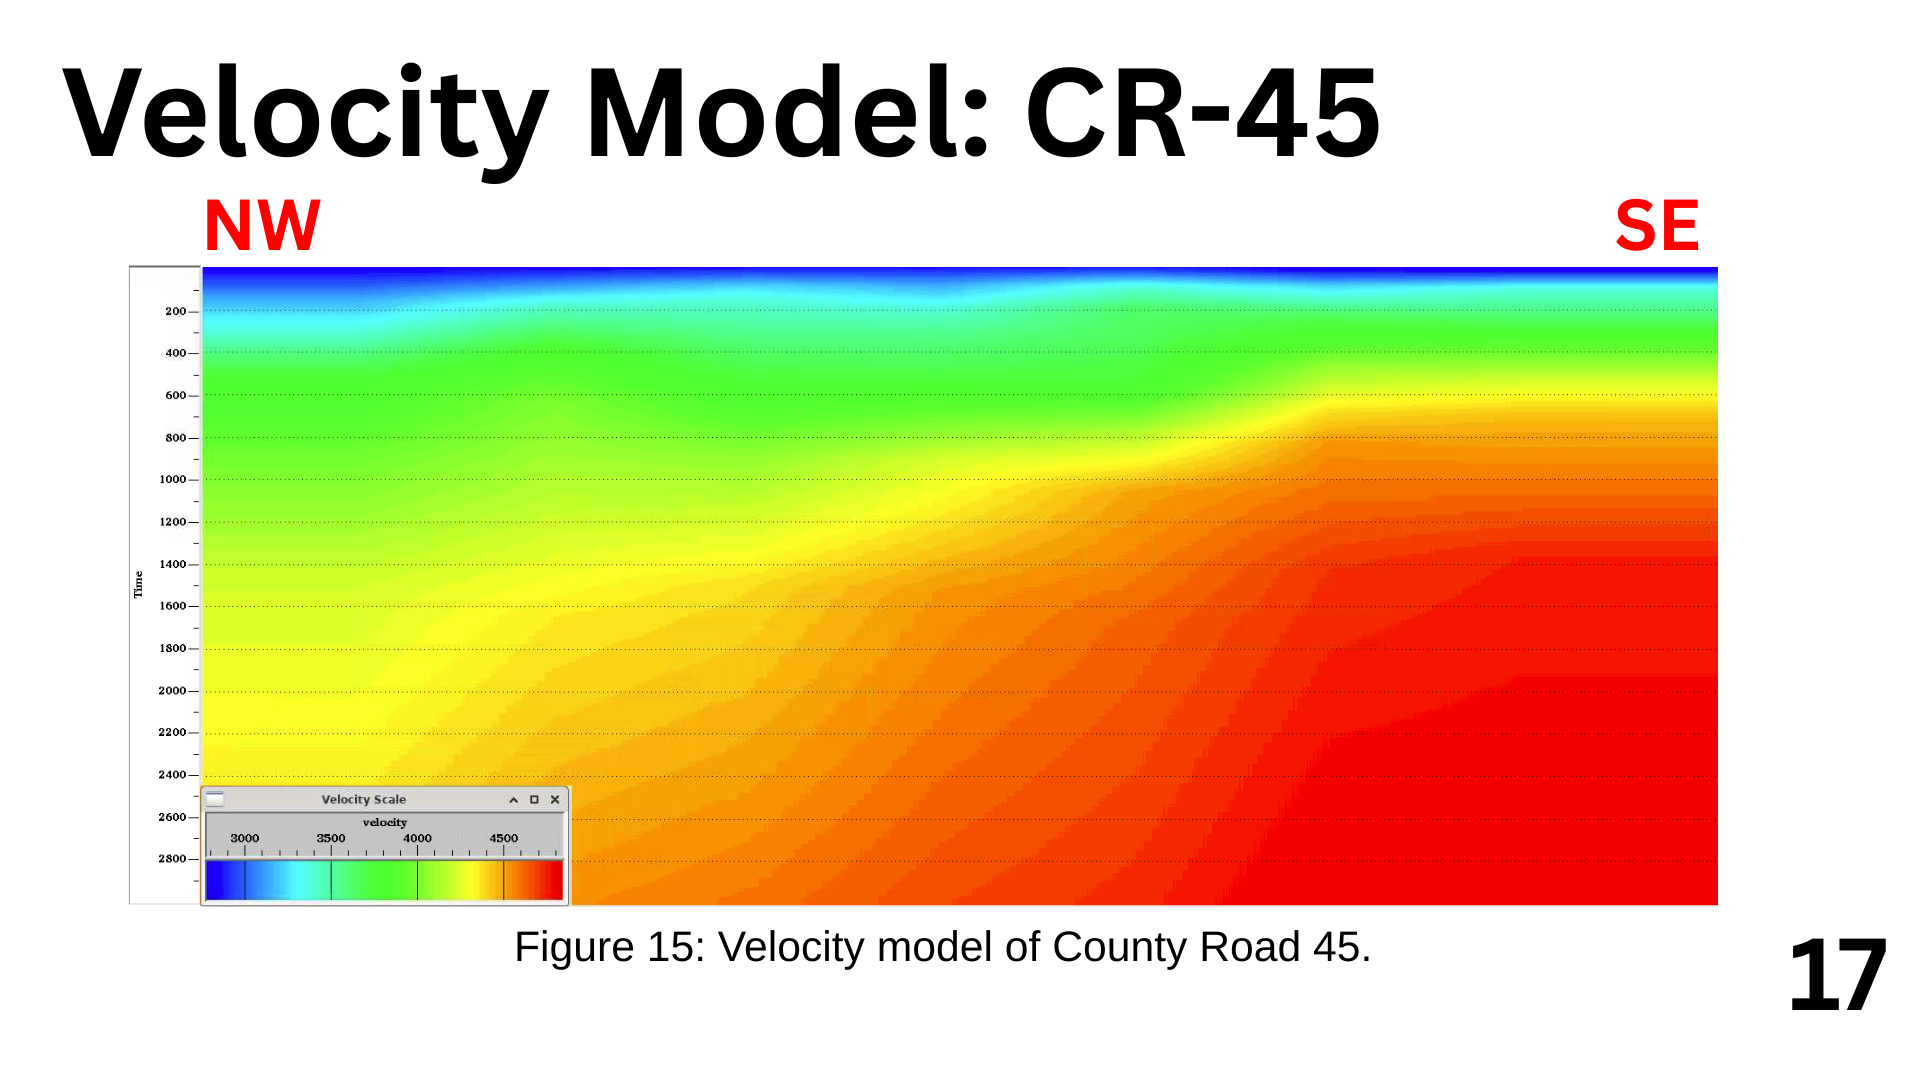 Velocity Model: CR-45
NW
SE
Time
200
400
600
800
1000
1200
1400
1600
1800
2000
2200
2400
2600
2800
Velocity Scale
velocity
3000 3500 4000 4500
Figure 15: Velocity model of County Road 45.
17